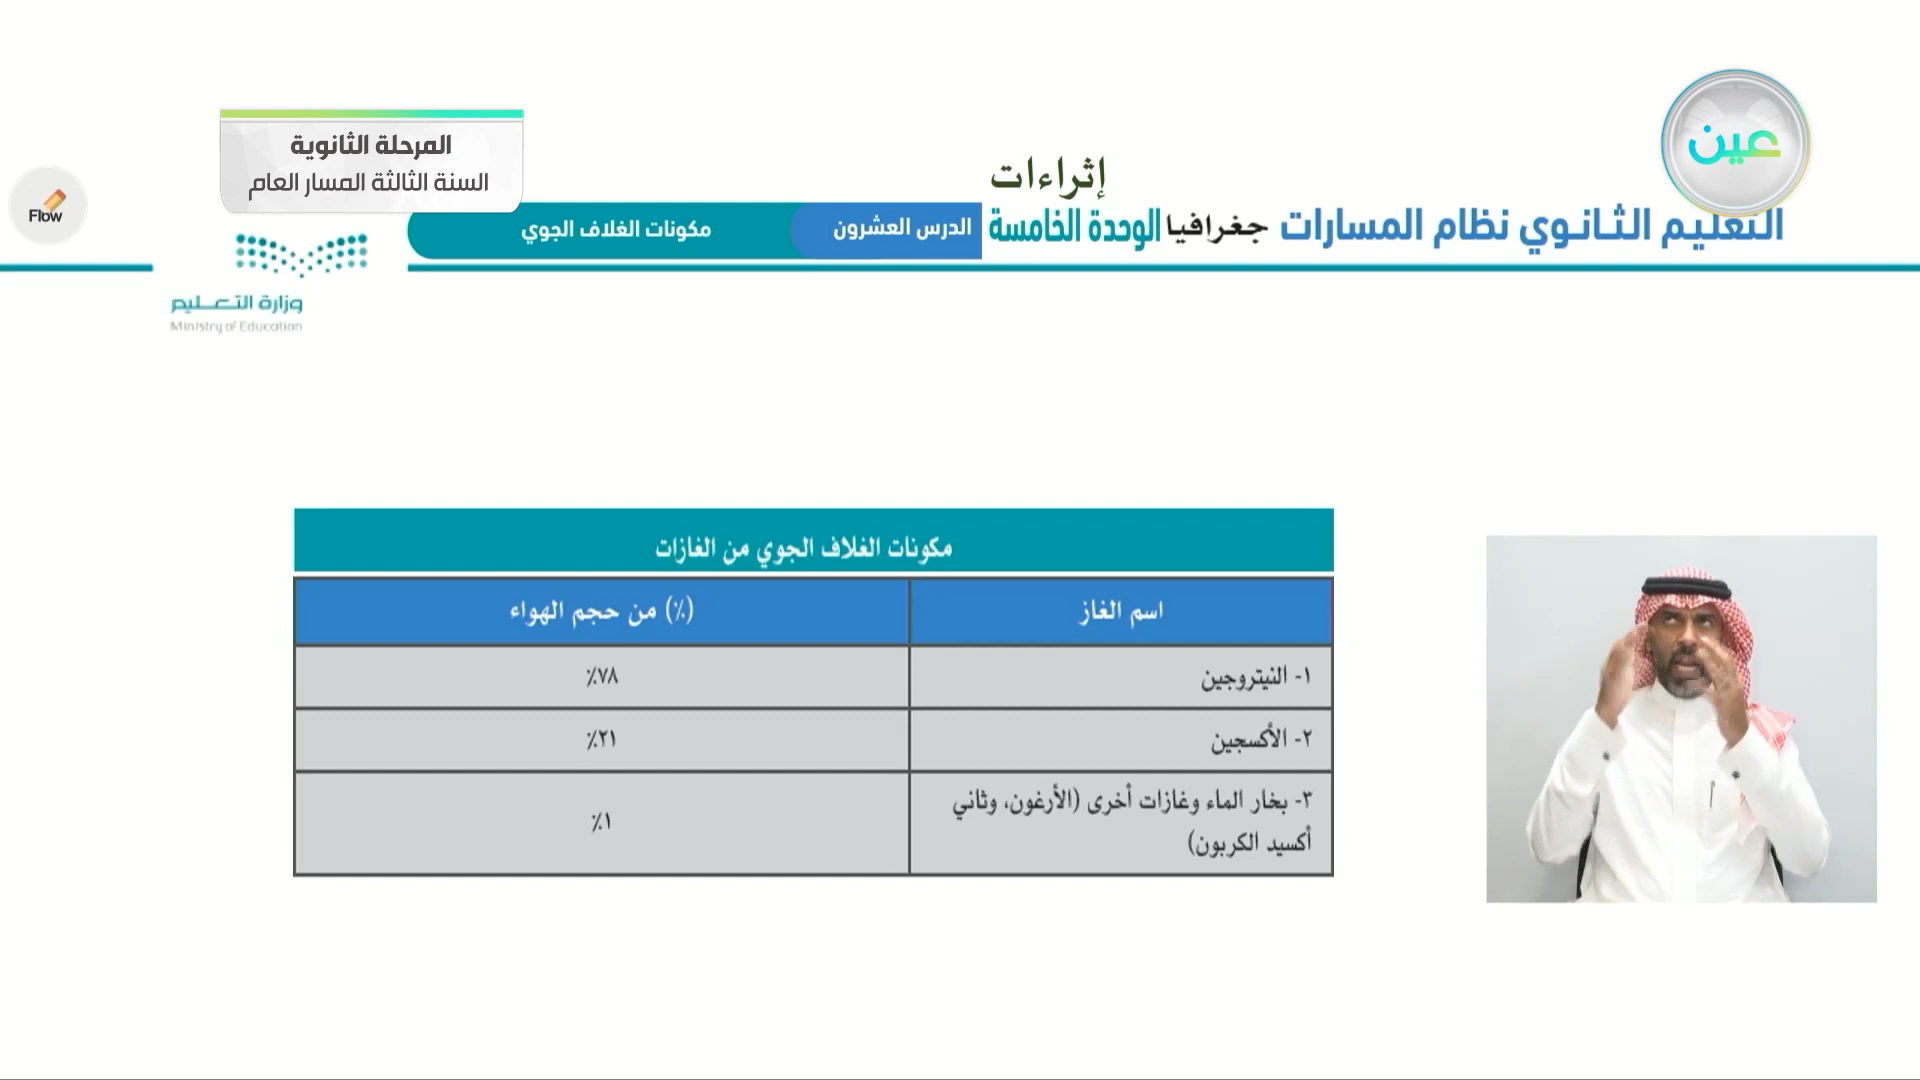 عين
المرحلة الثانوية
السنة الثالثة المسار العام
Flow
إثراءات
التعليم الثانوي نظام المسارات جغرافيا الوحدة الخامسة الدرس العشرون مكونات الغلاف الجوي
وزارة التعليم
Ministry of Education
مكونات الغلاف الجوي من الغازات
اسم الغاز (٪) من حجم الهواء
١- النيتروجين ٧٨٪
٢- الأكسجين ٢١٪
٣- بخار الماء وغازات أخرى (الأرغون، وثاني
أكسيد الكربون) ١٪